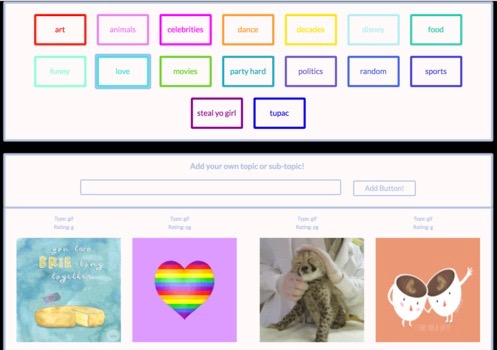 art animals celebrities dance decades disney food
funny love movies party hard politics random sports
steal yo girl tupac
Add your own topic or sub-topic!
Add Button!
Type: gif Type: gif Type: gif Type: gif
Rating: g Rating: pg Rating: pg Rating: g
you have
BRIE
together